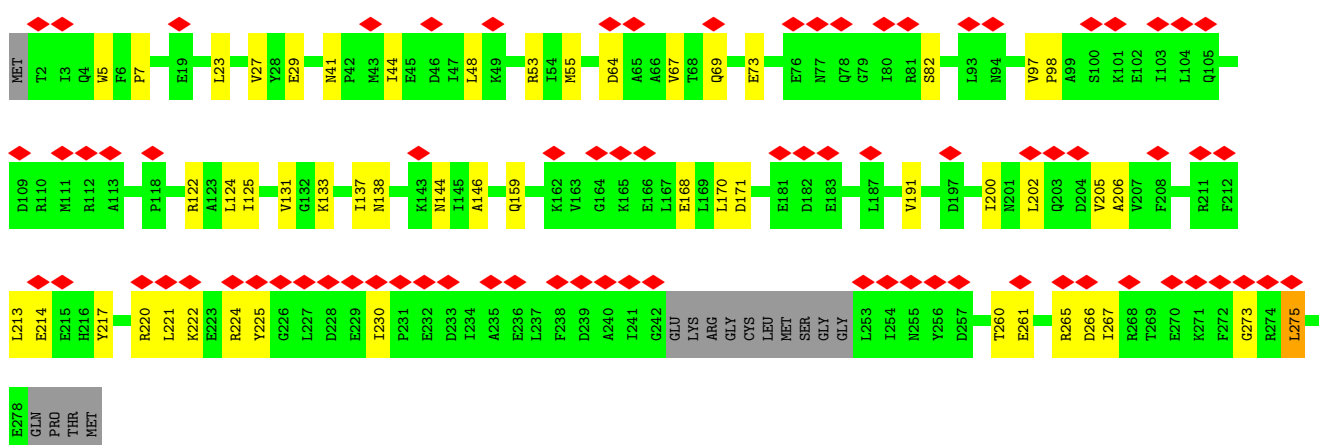 MET T2 I3 Q4 W5 F6 P7 E19 L23 V27 Y28 E29 N41 P42 M43 I44 E45 D46 I47 L48 K49 R53 I54 M55 D64 A65 A66 V67 T68 Q69 E73 E76 N77 Q78 G79 I80 R81 S82 L93 N94 V97 P98 A99 S100 K101 E102 I103 L104 Q105
D109 R110 M111 R112 A113 P118 R122 A123 L124 I125 V131 G132 K133 I137 N138 K143 N144 I145 A146 Q159 K162 V163 G164 K165 E166 L167 E168 L169 L170 D171 E181 D182 E183 L187 V191 D197 I200 N201 L202 Q203 D204 V205 A206 V207 F208 R211 F212
L213 E214 E215 H216 Y217 R220 L221 K222 E223 R224 Y225 G226 L227 D228 E229 I230 P231 E232 D233 I234 A235 E236 L237 F238 D239 A240 I241 G242 GLU LYS ARG GLY CYS LEU MET SER GLY GLY L253 I254 N255 Y256 D257 T260 E261 R265 D266 I267 R268 T269 E270 K271 F272 G273 R274 L275
E278 GLN PRO THR MET